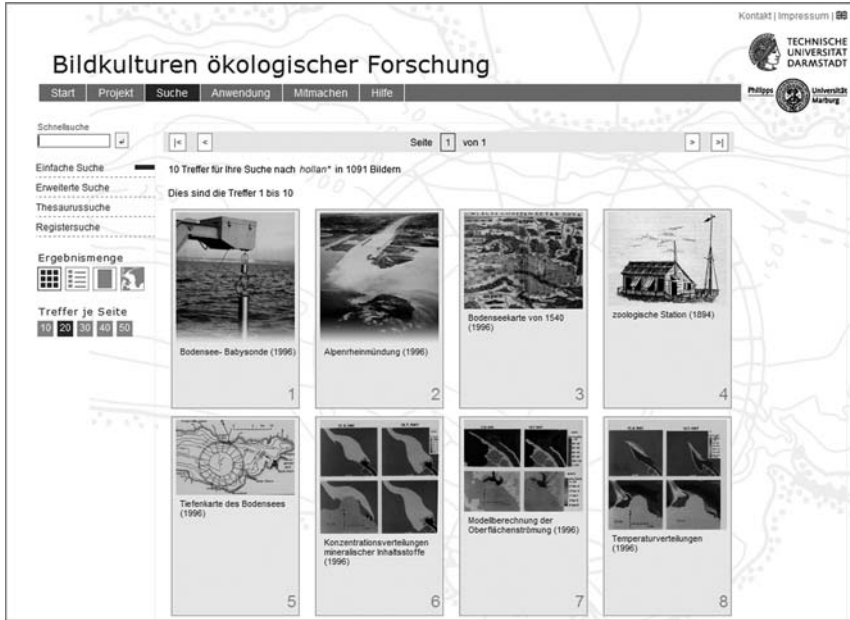 Kontakt | Impressum |
TECHNISCHE
UNIVERSITÄT
DARMSTADT
Bildkulturen ökologischer Forschung
Philipps Universität
Marburg
Start Projekt Suche Anwendung Mitmachen Hilfe
Schnellsuche
|< < Seite 1 von 1 > >|
Einfache Suche
Erweiterte Suche
Thesaurussuche
Registersuche
Ergebnismenge
Treffer je Seite
10 20 30 40 50
10 Treffer für Ihre Suche nach hollan* in 1091 Bildern
Dies sind die Treffer 1 bis 10
Bodensee- Babysonde (1996)
1
Alpenrheinmündung (1996)
2
Bodenseekarte von 1540
(1996)
3
zoologische Station (1894)
4
Tiefenkarte des Bodensees
(1996)
5
Konzentrationsverteilungen
mineralischer Inhaltsstoffe
(1996)
6
Modellberechnung der
Oberflächenströmung (1996)
7
Temperaturverteilungen
(1996)
8